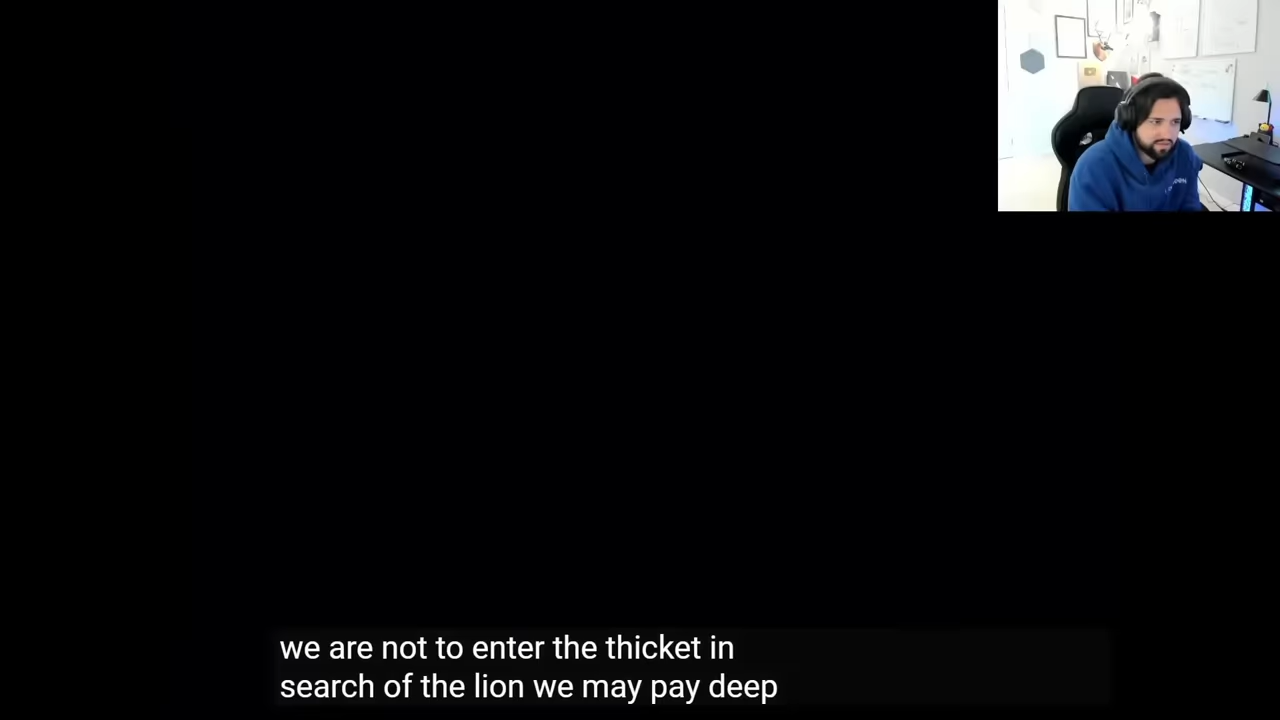 we are not to enter the thicket in
search of the lion we may pay deep